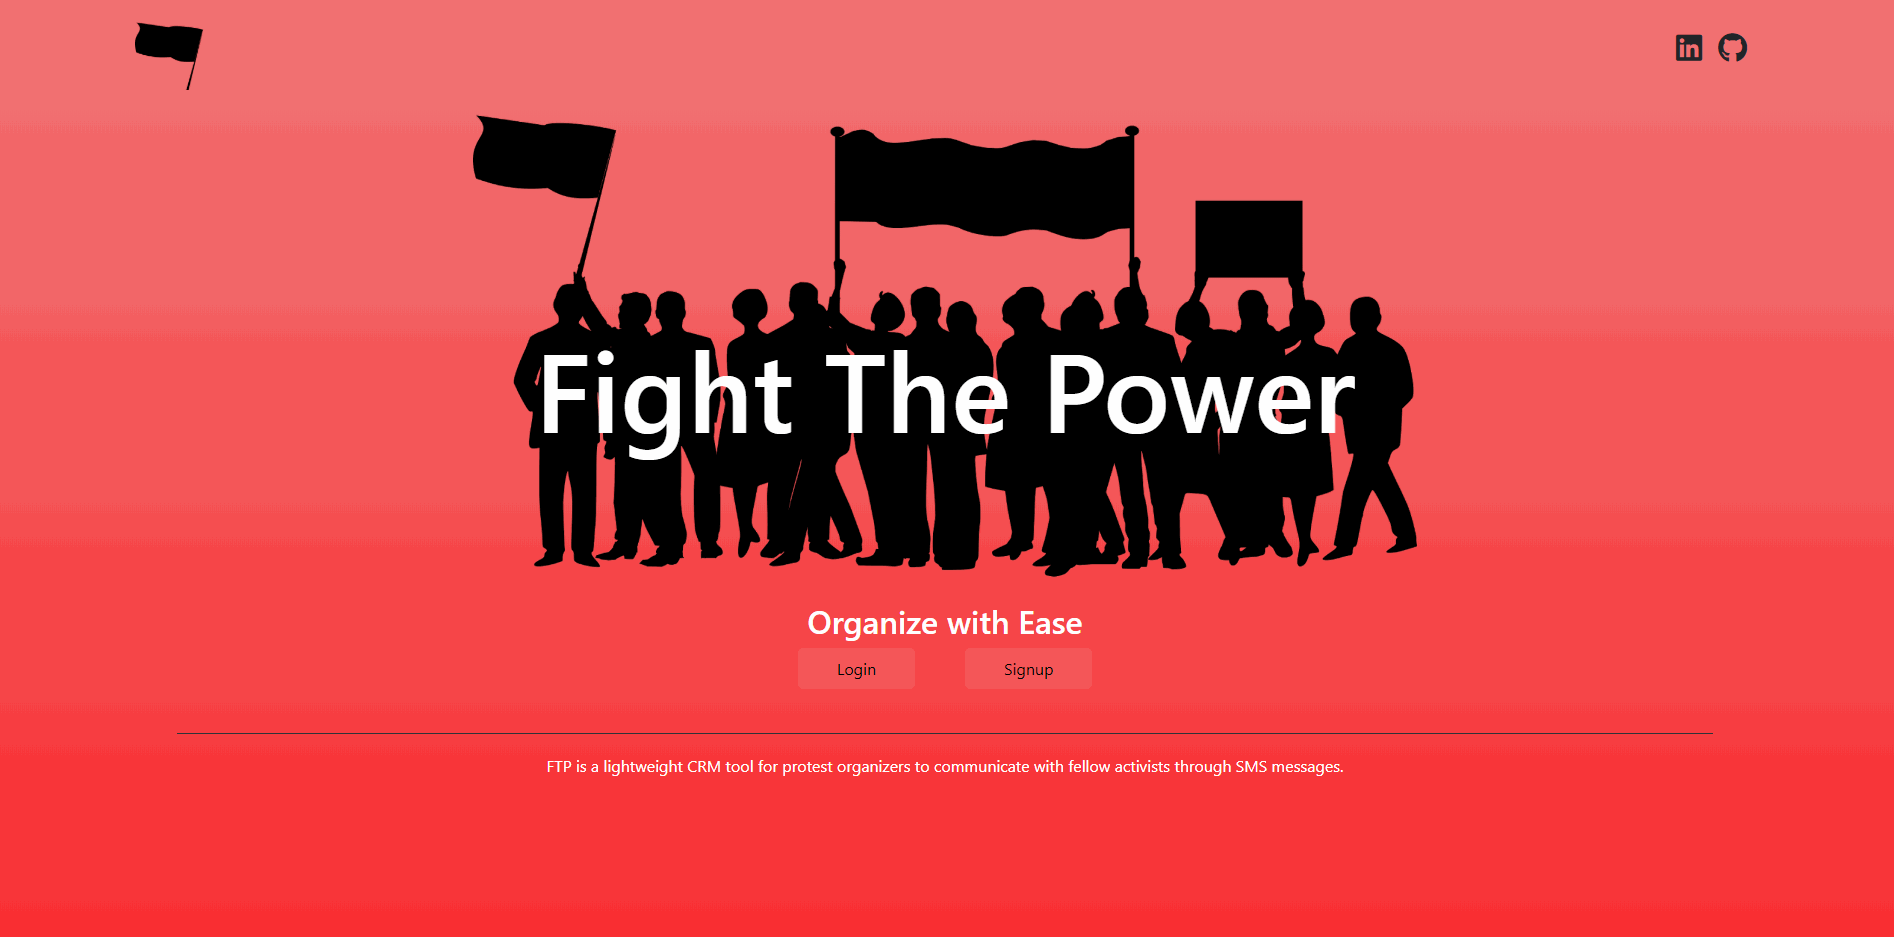 in
Fight The Power
Organize with Ease
Login
Signup
FTP is a lightweight CRM tool for protest organizers to communicate with fellow activists through SMS messages.